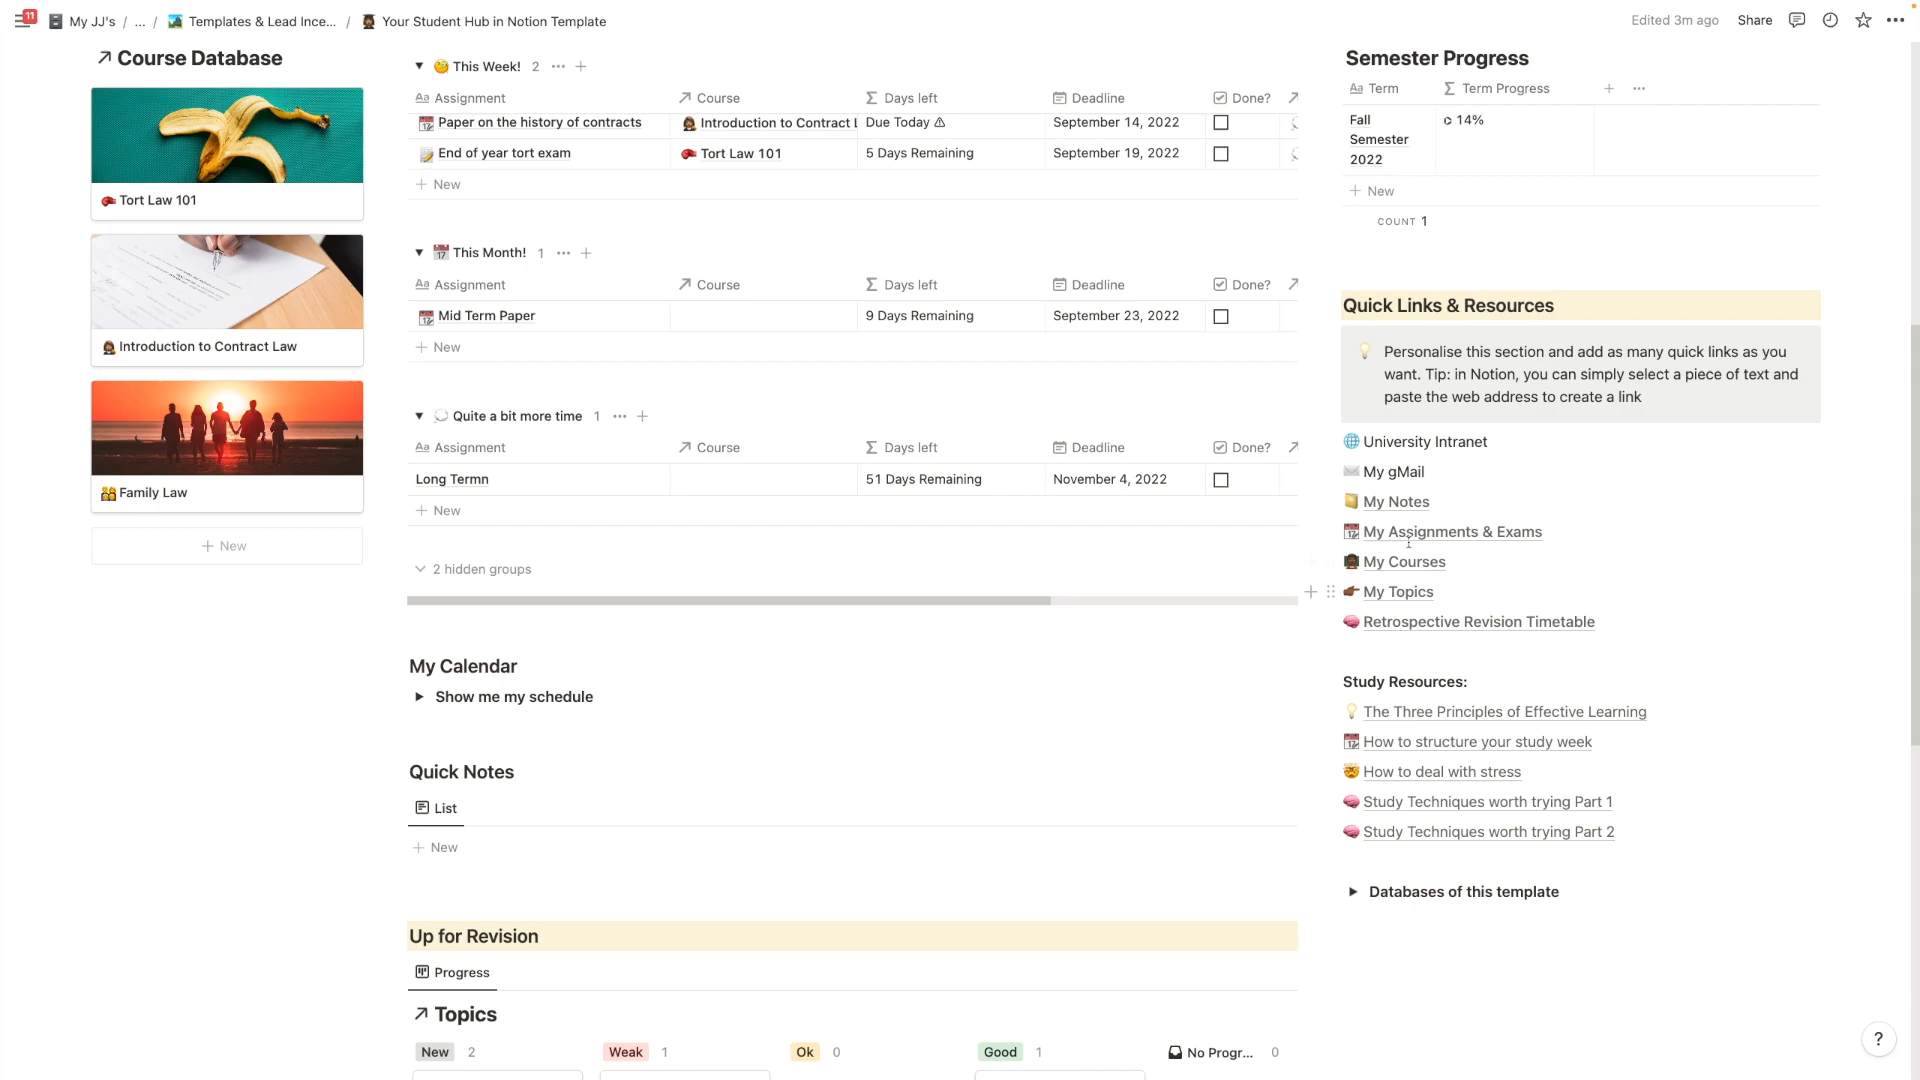 11
My JJ's / ... / Templates & Lead Ince... / Your Student Hub in Notion Template
Edited 3m ago
Share
Course Database
Tort Law 101
Introduction to Contract Law
Family Law
New
This Week! 2
Assignment Course Days left Deadline Done?
Paper on the history of contracts Introduction to Contract L Due Today September 14, 2022
End of year tort exam Tort Law 101 5 Days Remaining September 19, 2022
New
This Month! 1
Assignment Course Days left Deadline Done?
Mid Term Paper 9 Days Remaining September 23, 2022
New
Quite a bit more time 1
Assignment Course Days left Deadline Done?
Long Termn 51 Days Remaining November 4, 2022
New
2 hidden groups
My Calendar
Show me my schedule
Quick Notes
List
New
Up for Revision
Progress
Topics
New 2 Weak 1 Ok 0 Good 1 No Progr... 0
Semester Progress
Term Term Progress
Fall
Semester
2022
14%
New
COUNT 1
Quick Links & Resources
Personalise this section and add as many quick links as you
want. Tip: in Notion, you can simply select a piece of text and
paste the web address to create a link
University Intranet
My gMail
My Notes
My Assignments & Exams
My Courses
My Topics
Retrospective Revision Timetable
Study Resources:
The Three Principles of Effective Learning
How to structure your study week
How to deal with stress
Study Techniques worth trying Part 1
Study Techniques worth trying Part 2
Databases of this template
?